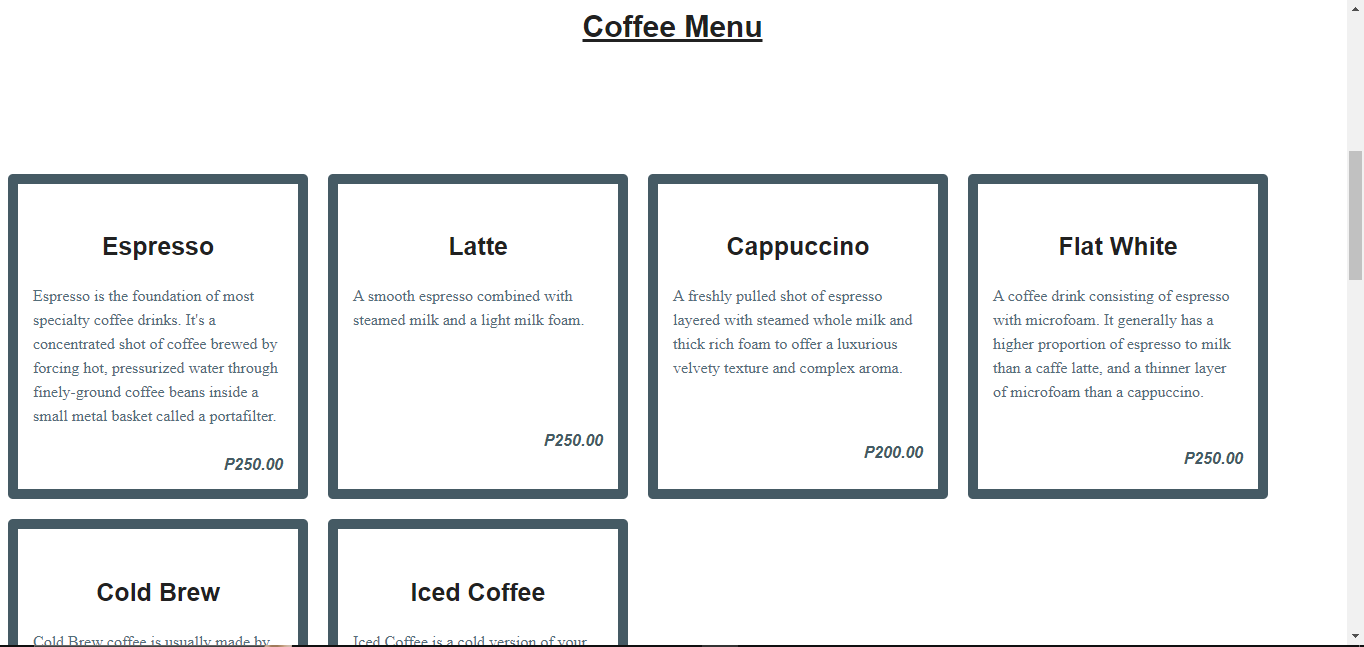 Coffee Menu
Espresso
Espresso is the foundation of most
specialty coffee drinks. It's a
concentrated shot of coffee brewed by
forcing hot, pressurized water through
finely-ground coffee beans inside a
small metal basket called a portafilter.
P250.00
Latte
A smooth espresso combined with
steamed milk and a light milk foam.
P250.00
Cappuccino
A freshly pulled shot of espresso
layered with steamed whole milk and
thick rich foam to offer a luxurious
velvety texture and complex aroma.
P200.00
Flat White
A coffee drink consisting of espresso
with microfoam. It generally has a
higher proportion of espresso to milk
than a caffe latte, and a thinner layer
of microfoam than a cappuccino.
P250.00
Cold Brew
Cold Brew coffee is usually made by
Iced Coffee
Iced Coffee is a cold version of your